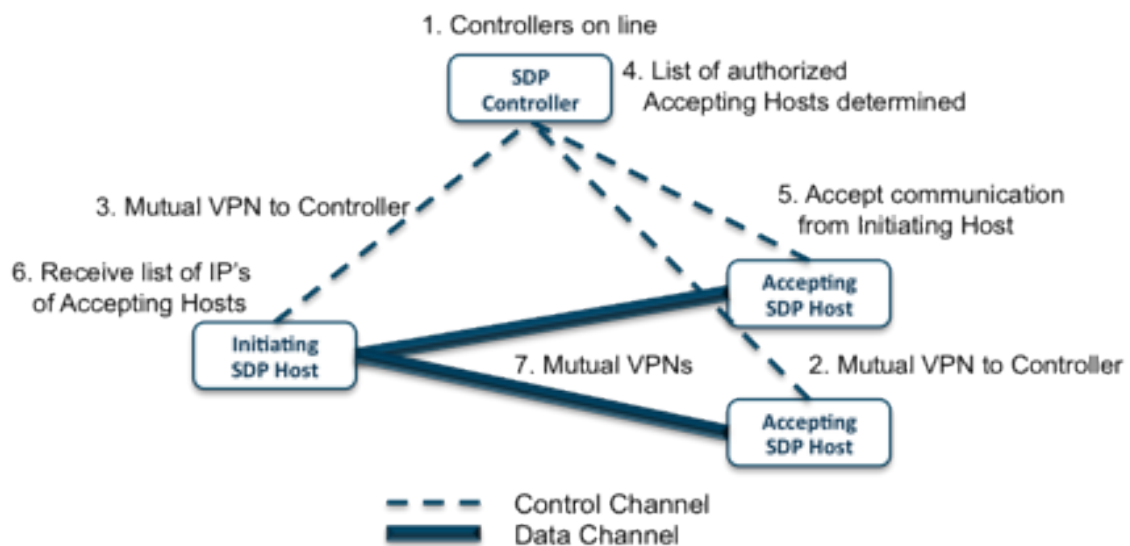 1. Controllers on line
SDP
Controller
4. List of authorized
Accepting Hosts determined
3. Mutual VPN to Controller
5. Accept communication
from Initiating Host
6. Receive list of IP's
of Accepting Hosts
Accepting
SDP Host
Initiating
SDP Host
7. Mutual VPNs
2. Mutual VPN to Controller
Accepting
SDP Host
Control Channel
Data Channel